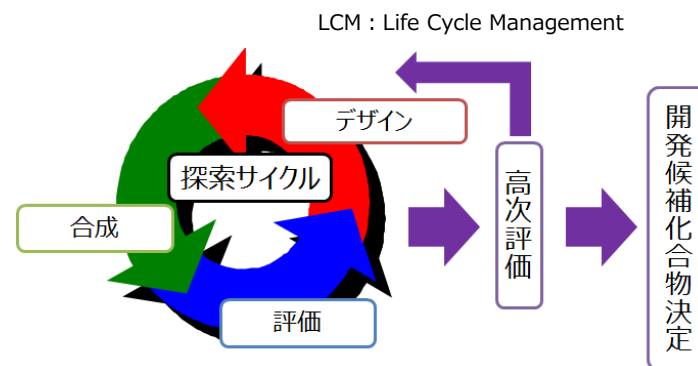 LCM：Life Cycle Management
デザイン
探索サイクル
合成
評価
高次評価
開発候補化合物決定